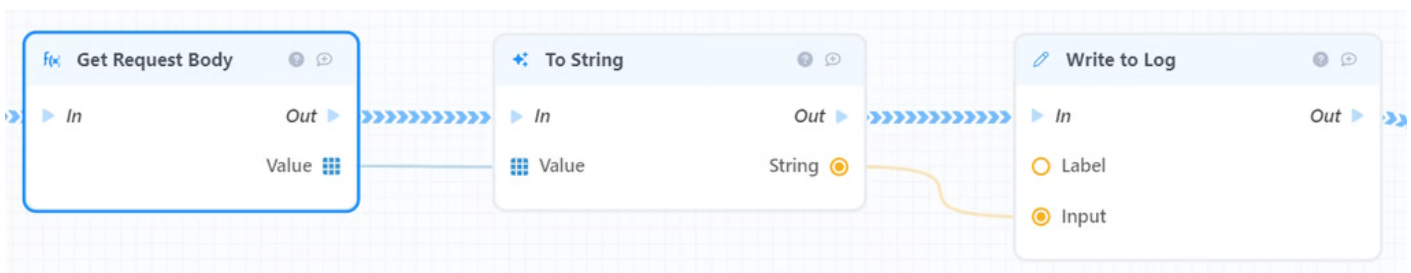 Get Request Body
In Out
Value
To String
In Out
Value String
Write to Log
In Out
Label
Input